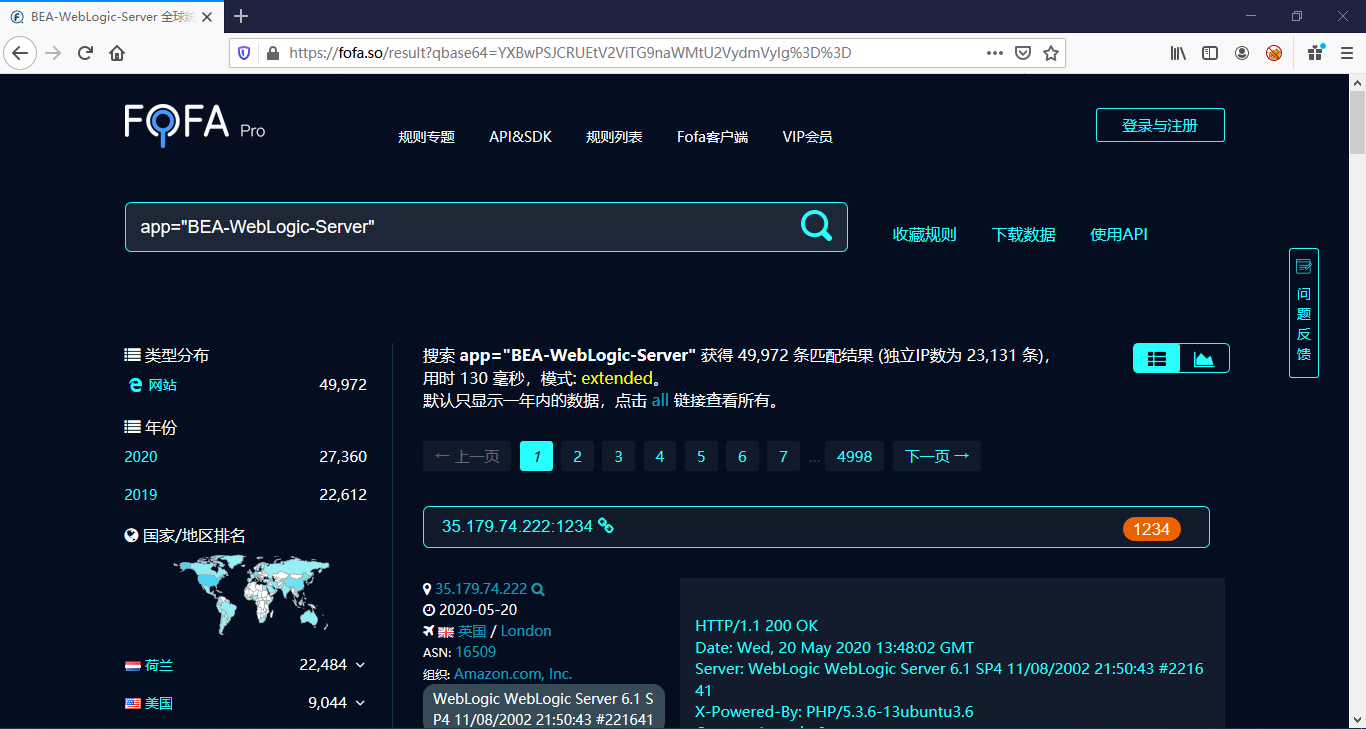 BEA-WebLogic-Server 全球统
https://fofa.so/result?qbase64=YXBwPSJCRUEtV2ViTG9naWMtU2VydmVyIg%3D%3D
FOFA Pro
规则专题 API&SDK 规则列表 Fofa客户端 VIP会员
登录与注册
app="BEA-WebLogic-Server"
收藏规则 下载数据 使用API
问题反馈
类型分布
网站 49,972
年份
2020 27,360
2019 22,612
国家/地区排名
荷兰 22,484
美国 9,044
搜索 app="BEA-WebLogic-Server" 获得 49,972 条匹配结果 (独立IP数为 23,131 条)，
用时 130 毫秒，模式: extended。
默认只显示一年内的数据，点击 all 链接查看所有。
← 上一页 1 2 3 4 5 6 7 ... 4998 下一页 →
35.179.74.222:1234 1234
35.179.74.222
2020-05-20
英国 / London
ASN: 16509
组织: Amazon.com, Inc.
WebLogic WebLogic Server 6.1 S
P4 11/08/2002 21:50:43 #221641
HTTP/1.1 200 OK
Date: Wed, 20 May 2020 13:48:02 GMT
Server: WebLogic WebLogic Server 6.1 SP4 11/08/2002 21:50:43 #2216
41
X-Powered-By: PHP/5.3.6-13ubuntu3.6